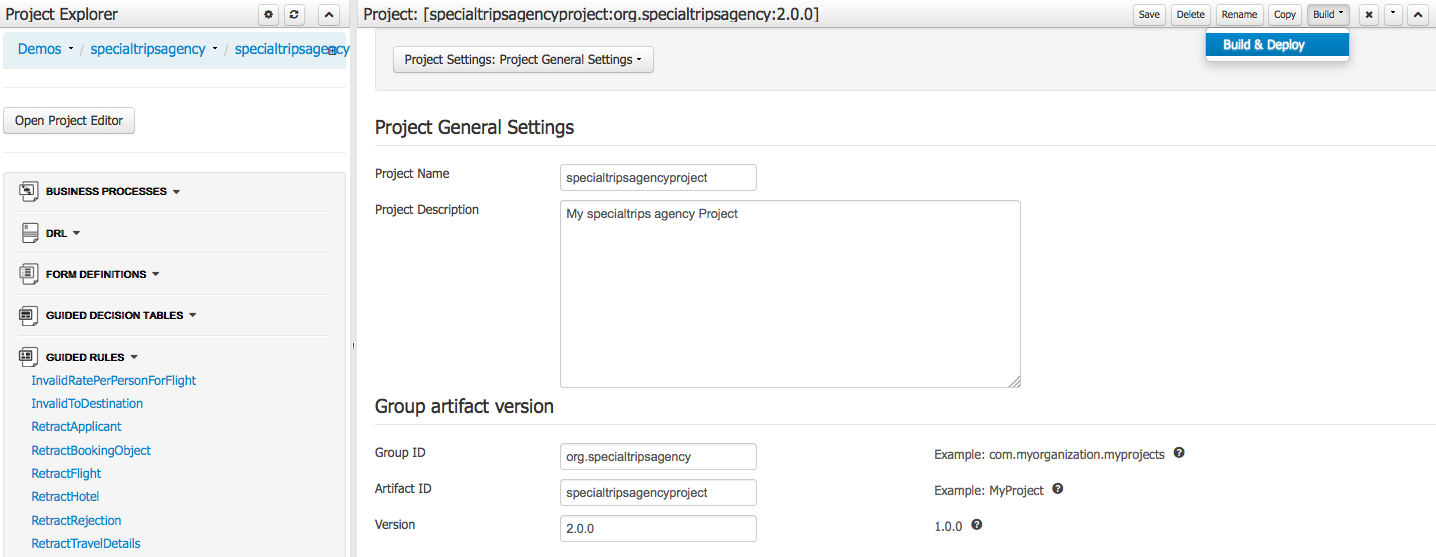 Project Explorer
Demos / specialtripsagency / specialtripsagency
Open Project Editor
BUSINESS PROCESSES
DRL
FORM DEFINITIONS
GUIDED DECISION TABLES
GUIDED RULES
InvalidRatePerPersonForFlight
InvalidToDestination
RetractApplicant
RetractBookingObject
RetractFlight
RetractHotel
RetractRejection
RetractTravelDetails
Project: [specialtripsagencyproject:org.specialtripsagency:2.0.0]
Save Delete Rename Copy Build
Build & Deploy
Project Settings: Project General Settings
Project General Settings
Project Name specialtripsagencyproject
Project Description My specialtrips agency Project
Group artifact version
Group ID org.specialtripsagency Example: com.myorganization.myprojects ?
Artifact ID specialtripsagencyproject Example: MyProject ?
Version 2.0.0 1.0.0 ?